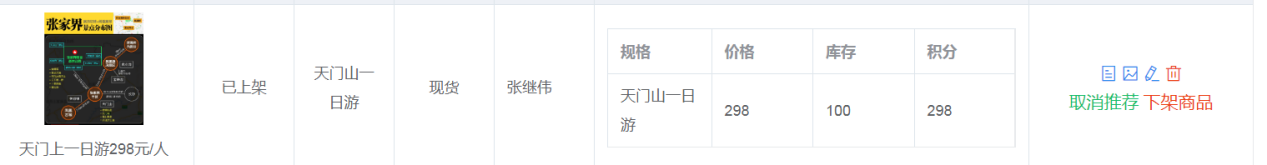 张家界
景点分布图
天门上一日游298元/人
已上架
天门山一
日游
现货
张继伟
规格 价格 库存 积分
天门山一日
游
298 100 298
取消推荐 下架商品